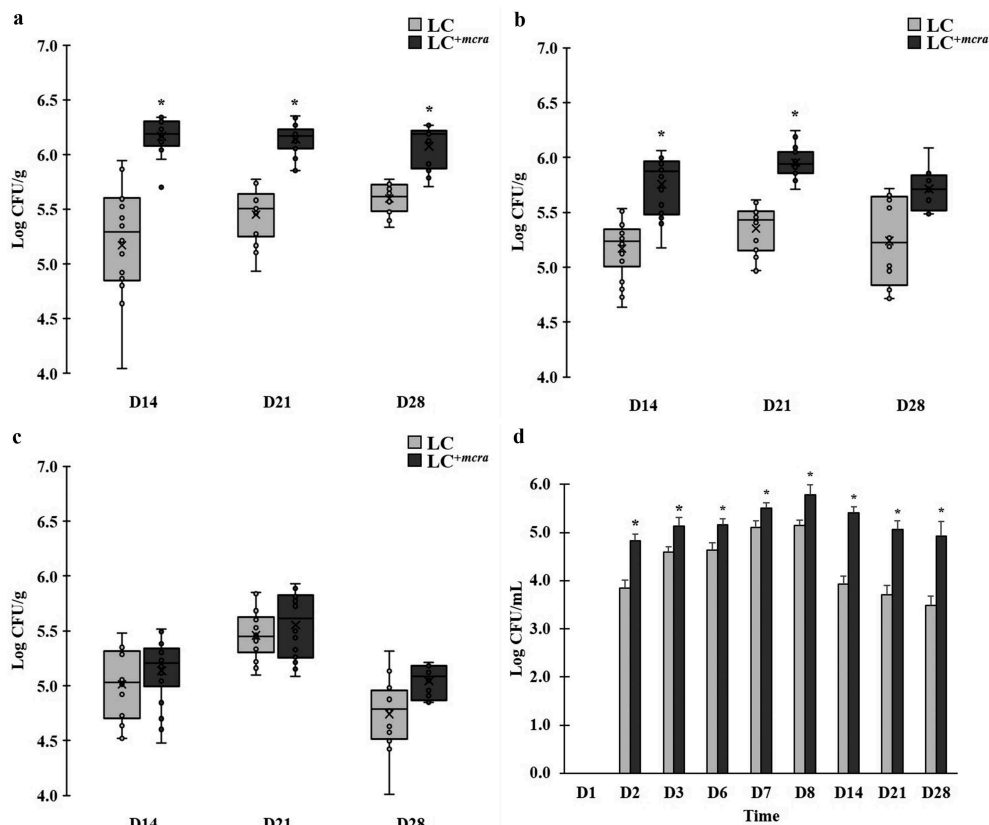 a
LC
LC+mcra
7.0
6.5
6.0
5.5
5.0
4.5
4.0
Log CFU/g
* * *
D14 D21 D28
b
LC
LC+mcra
7.0
6.5
6.0
5.5
5.0
4.5
4.0
Log CFU/g
* *
D14 D21 D28
c
LC
LC+mcra
7.0
6.5
6.0
5.5
5.0
4.5
4.0
Log CFU/g
D14 D21 D28
d
6.0
5.0
4.0
3.0
2.0
1.0
0.0
Log CFU/mL
* * * * * * * *
D1 D2 D3 D6 D7 D8 D14 D21 D28
Time